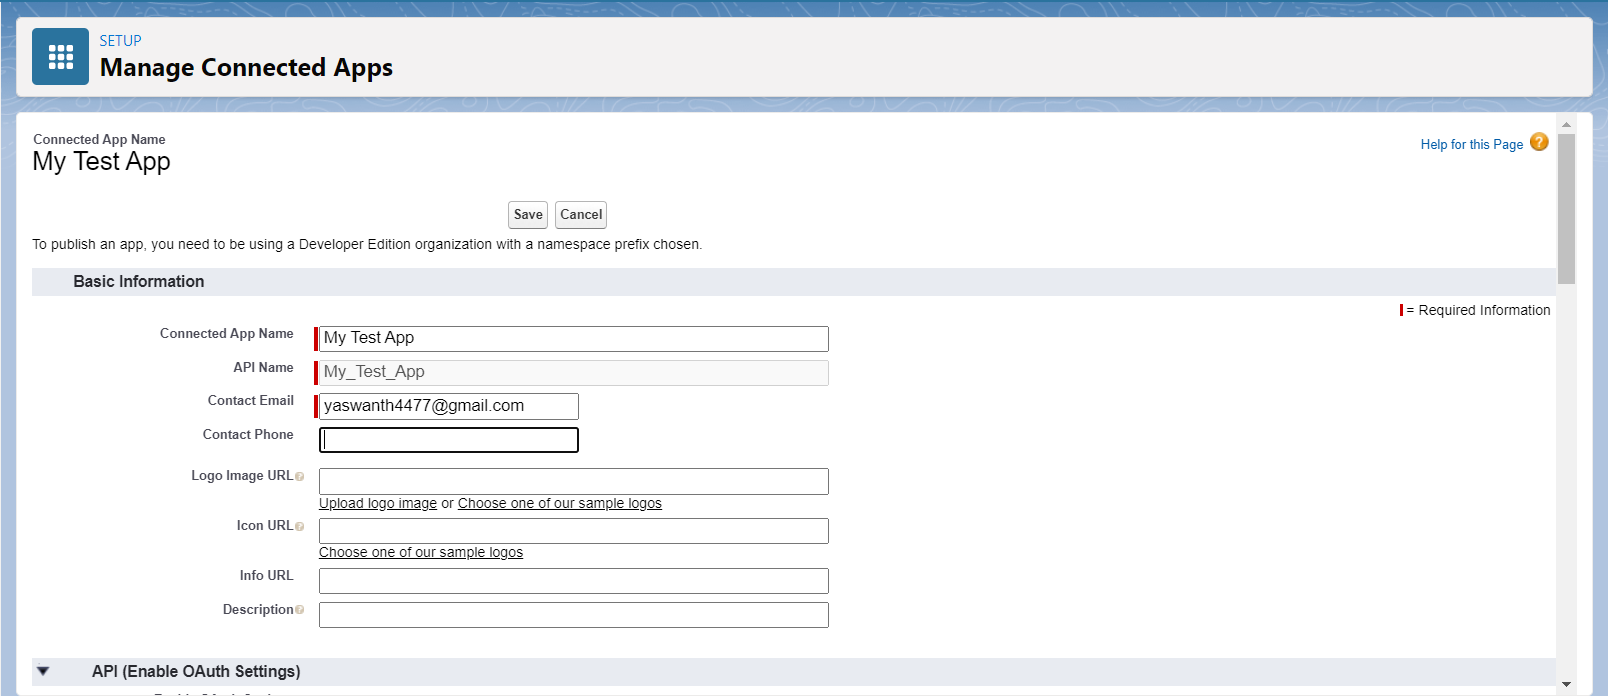 SETUP
Manage Connected Apps
Connected App Name
My Test App
Help for this Page ?
Save Cancel
To publish an app, you need to be using a Developer Edition organization with a namespace prefix chosen.
Basic Information
= Required Information
Connected App Name My Test App
API Name My_Test_App
Contact Email yaswanth4477@gmail.com
Contact Phone
Logo Image URL ?
Upload logo image or Choose one of our sample logos
Icon URL ?
Choose one of our sample logos
Info URL
Description ?
API (Enable OAuth Settings)